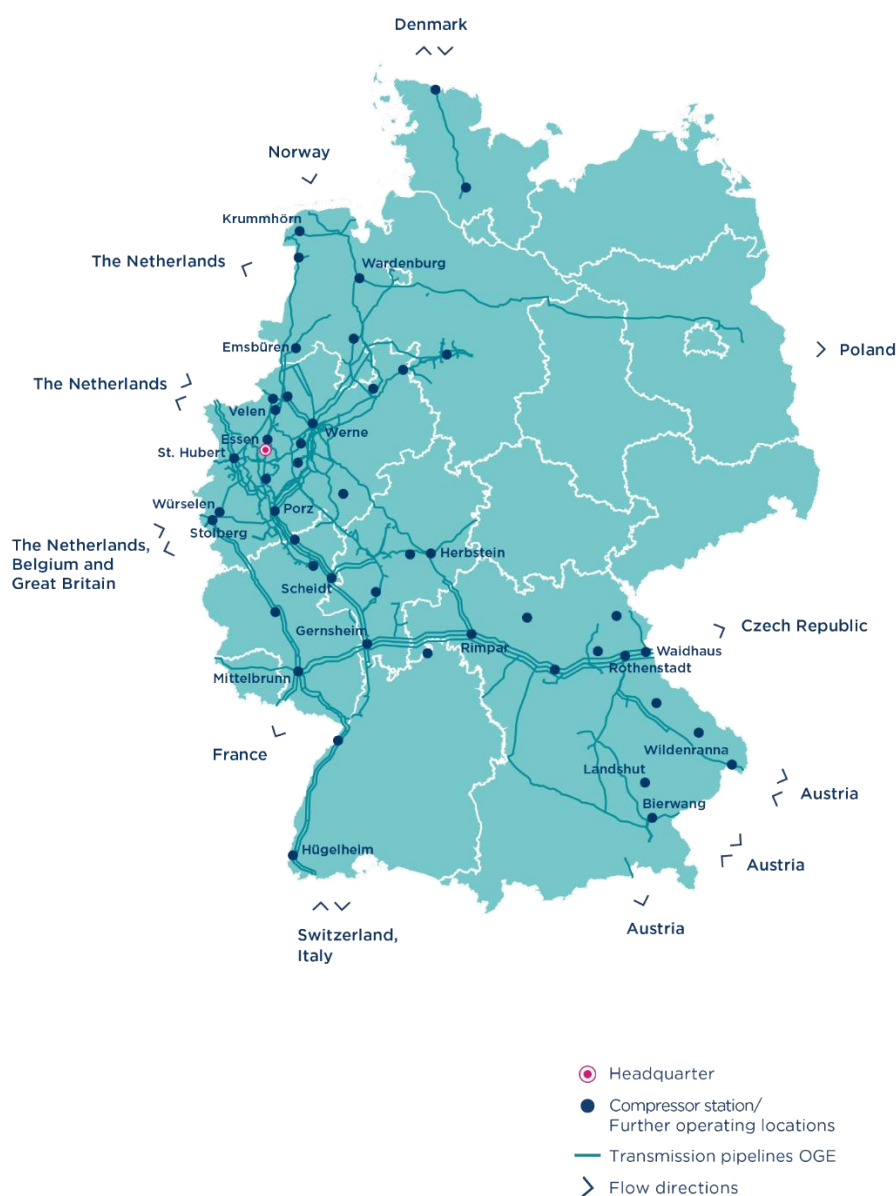 Denmark
Norway
Krummhörn
The Netherlands
Wardenburg
Emsbüren
Poland
The Netherlands
Velen
Essen
Werne
St. Hubert
Würselen
Porz
Stolberg
The Netherlands,
Belgium and
Great Britain
Herbstein
Scheidt
Gernsheim
Czech Republic
Rimpar
Waidhaus
Rothenstadt
Mittelbrunn
France
Wildenranna
Landshut
Austria
Bierwang
Hügelheim
Austria
Austria
Switzerland,
Italy
Headquarter
Compressor station/
Further operating locations
Transmission pipelines OGE
Flow directions